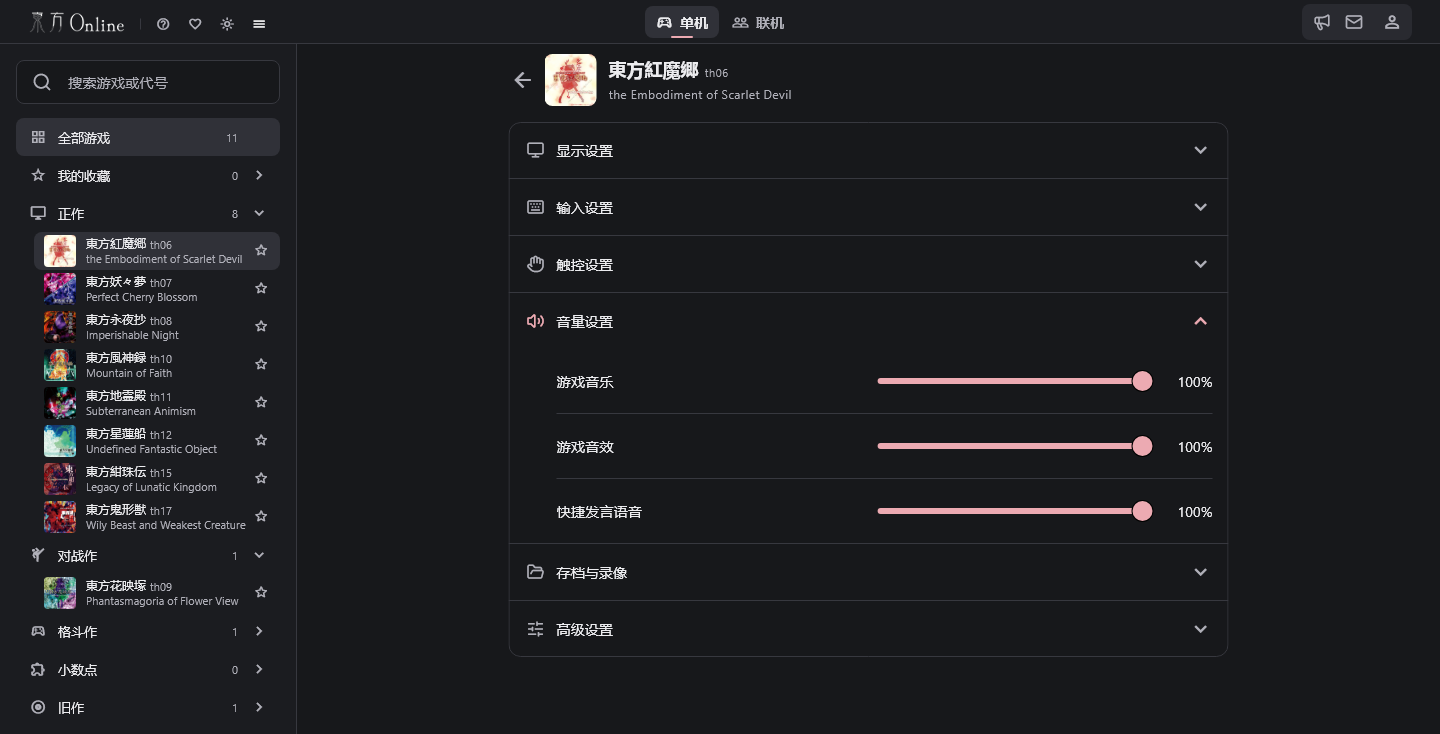 東方Online
单机
联机
搜索游戏或代号
全部游戏 11
我的收藏 0
正作 8
東方紅魔郷 th06
the Embodiment of Scarlet Devil
東方妖々夢 th07
Perfect Cherry Blossom
東方永夜抄 th08
Imperishable Night
東方風神録 th10
Mountain of Faith
東方地霊殿 th11
Subterranean Animism
東方星蓮船 th12
Undefined Fantastic Object
東方紺珠伝 th15
Legacy of Lunatic Kingdom
東方鬼形獣 th17
Wily Beast and Weakest Creature
对战作 1
東方花映塚 th09
Phantasmagoria of Flower View
格斗作 1
小数点 0
旧作 1
東方紅魔郷 th06
the Embodiment of Scarlet Devil
显示设置
输入设置
触控设置
音量设置
游戏音乐 100%
游戏音效 100%
快捷发言语音 100%
存档与录像
高级设置